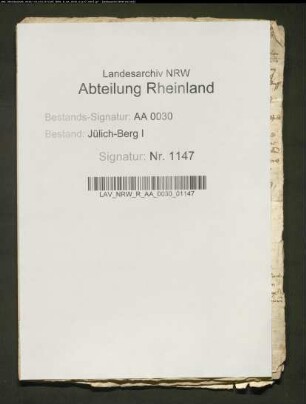 Landesarchiv NRW
Abteilung Rheinland
Bestands-Signatur: AA 0030
Bestand: Jülich-Berg I
Signatur: Nr. 1147
LAV_NRW_R_AA_0030_01147